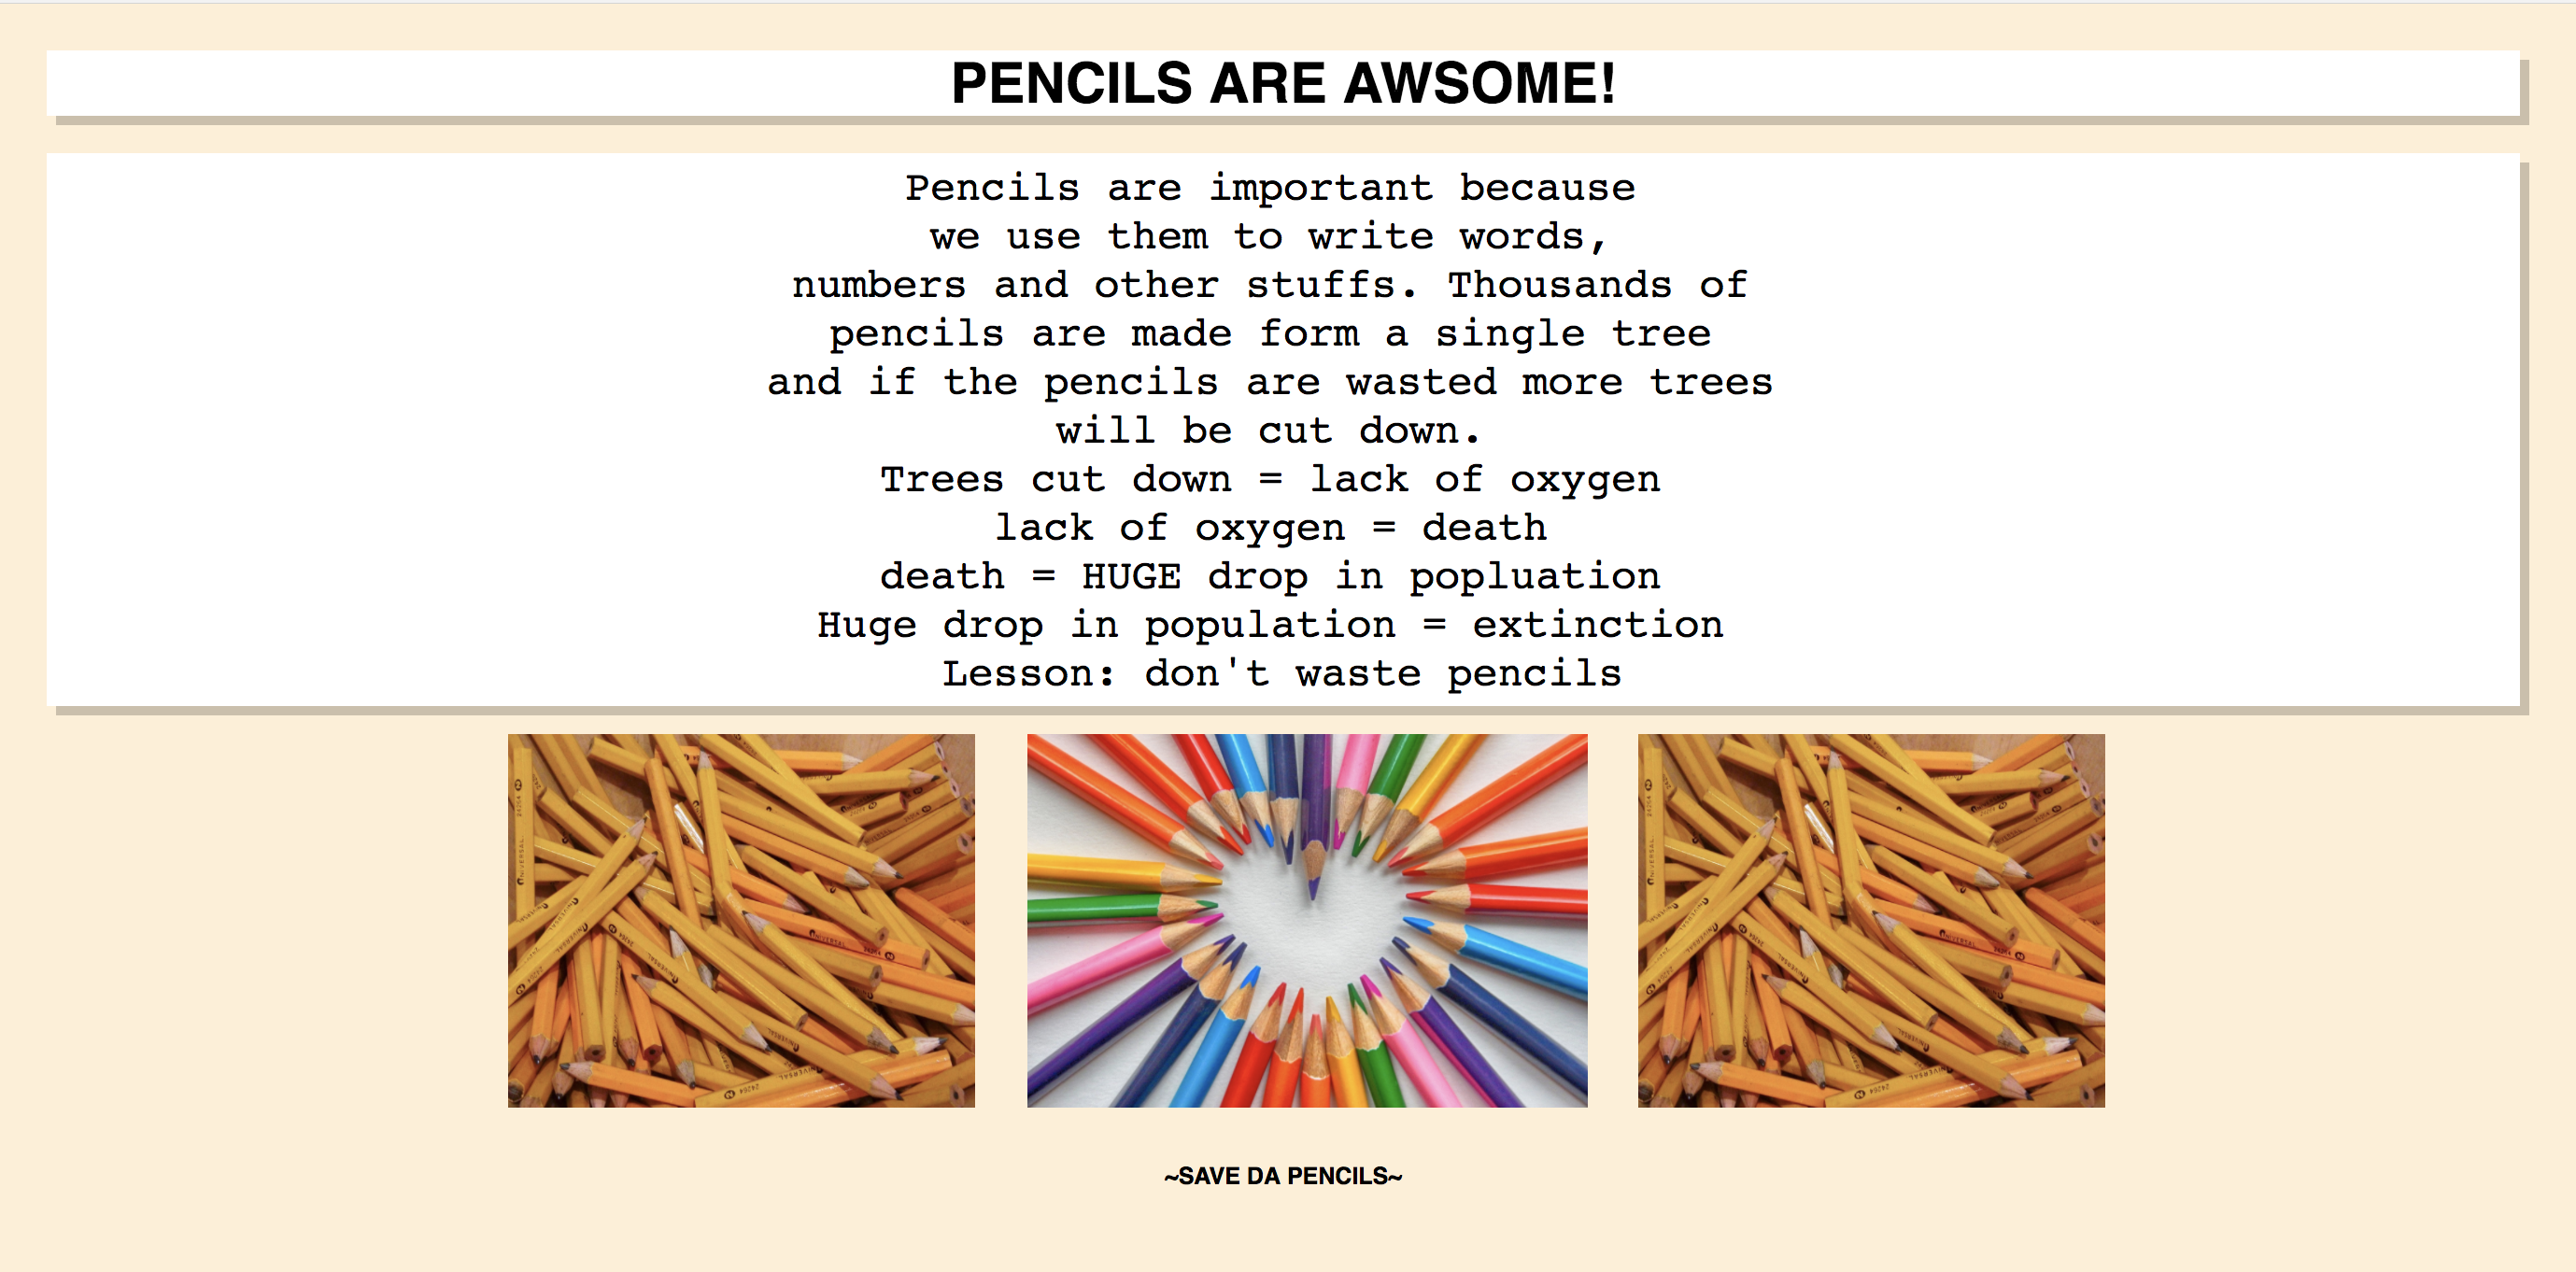 PENCILS ARE AWSOME!
Pencils are important because
we use them to write words,
numbers and other stuffs. Thousands of
pencils are made form a single tree
and if the pencils are wasted more trees
will be cut down.
Trees cut down = lack of oxygen
lack of oxygen = death
death = HUGE drop in popluation
Huge drop in population = extinction
Lesson: don't waste pencils
~SAVE DA PENCILS~